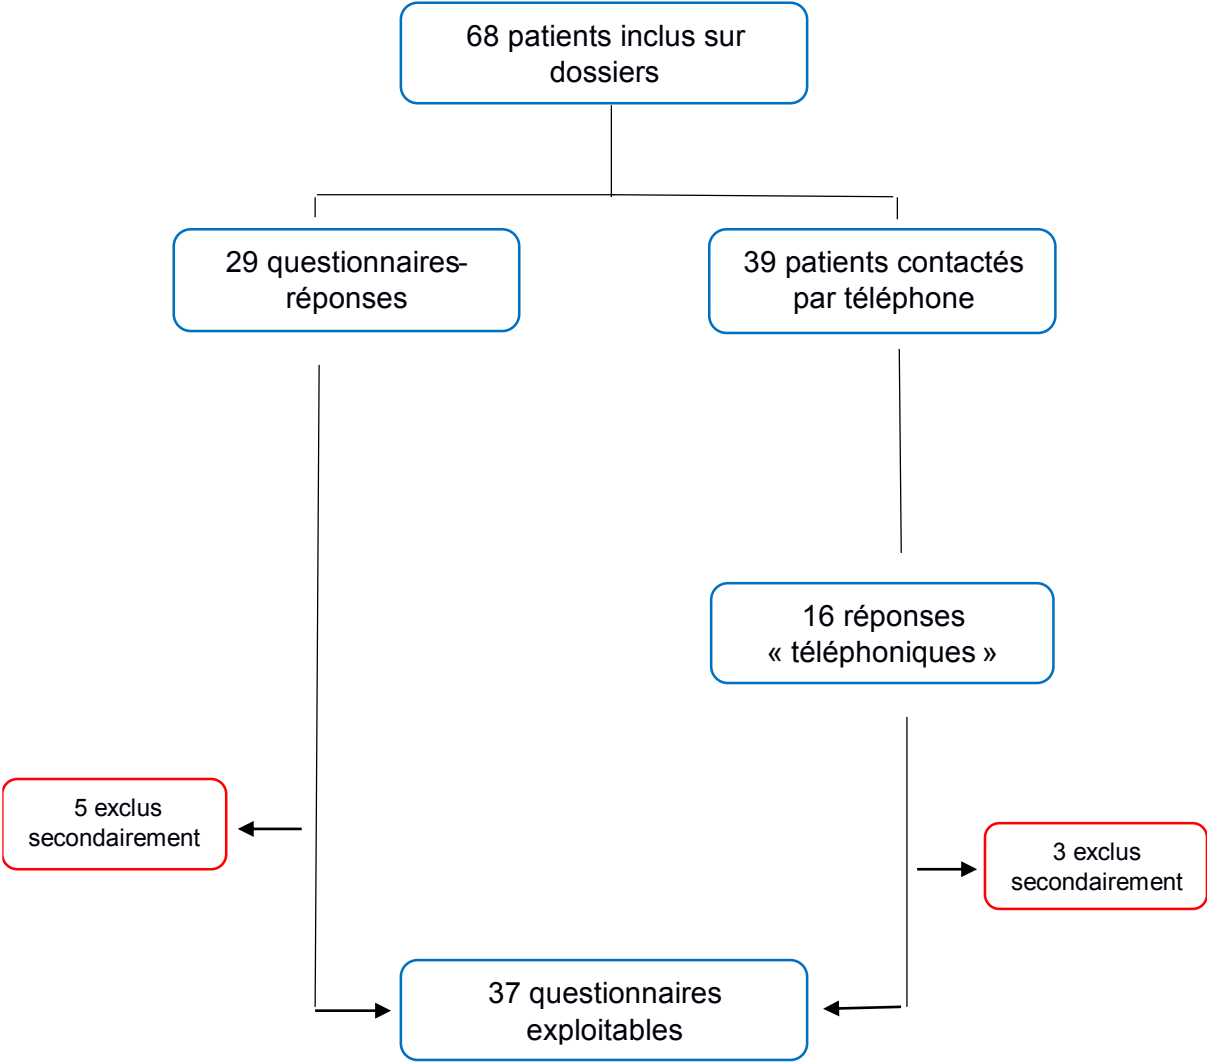 68 patients inclus sur
dossiers
29 questionnaires-
réponses
39 patients contactés
par téléphone
16 réponses
« téléphoniques »
5 exclus
secondairement
3 exclus
secondairement
37 questionnaires
exploitables